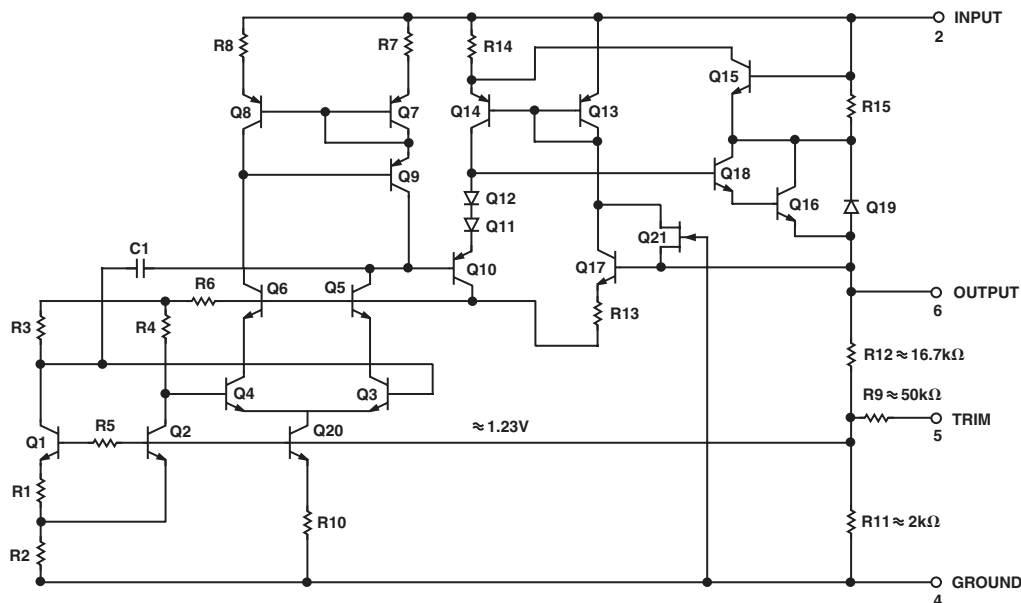 INPUT
2
R8
R7
R14
Q15
R15
Q8
Q7
Q14
Q13
Q9
Q18
Q12
Q16
Q19
Q11
Q21
C1
Q10
Q17
R6
Q6
Q5
OUTPUT
6
R3
R4
R13
R12 ≈ 16.7kΩ
R9 ≈ 50kΩ
Q4
Q3
TRIM
5
R5
Q2
Q20
≈ 1.23V
Q1
R1
R10
R11 ≈ 2kΩ
R2
GROUND
4